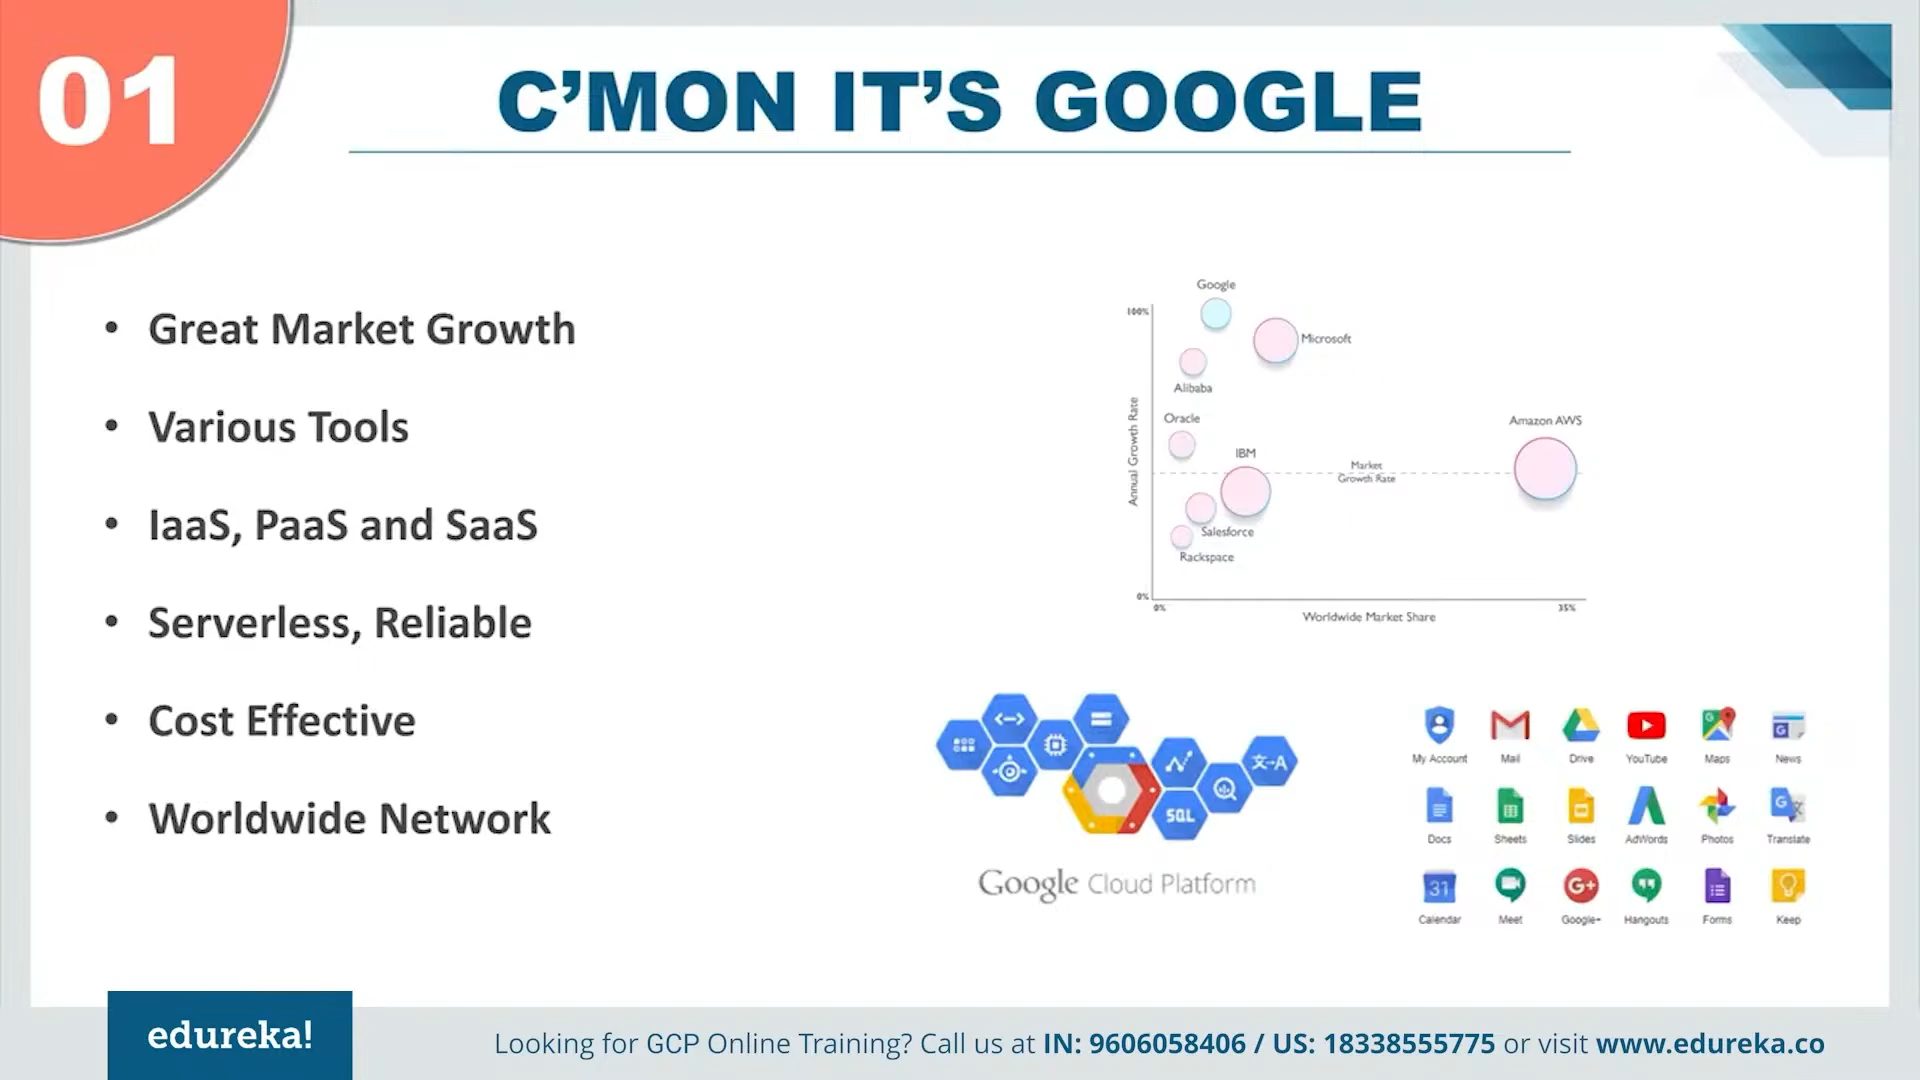 01
C’MON IT’S GOOGLE
• Great Market Growth
• Various Tools
• IaaS, PaaS and SaaS
• Serverless, Reliable
• Cost Effective
• Worldwide Network
Google
100%
Microsoft
Alibaba
Oracle
Amazon AWS
IBM
Market
Growth Rate
Annual Growth Rate
Salesforce
Rackspace
0%
0%
35%
Worldwide Market Share
文→A
SQL
Google Cloud Platform
My Account Mail Drive YouTube Maps News
Docs Sheets Slides AdWords Photos Translate
31
G+
Calendar Meet Google+ Hangouts Forms Keep
edureka!
Looking for GCP Online Training? Call us at IN: 9606058406 / US: 18338555775 or visit www.edureka.co